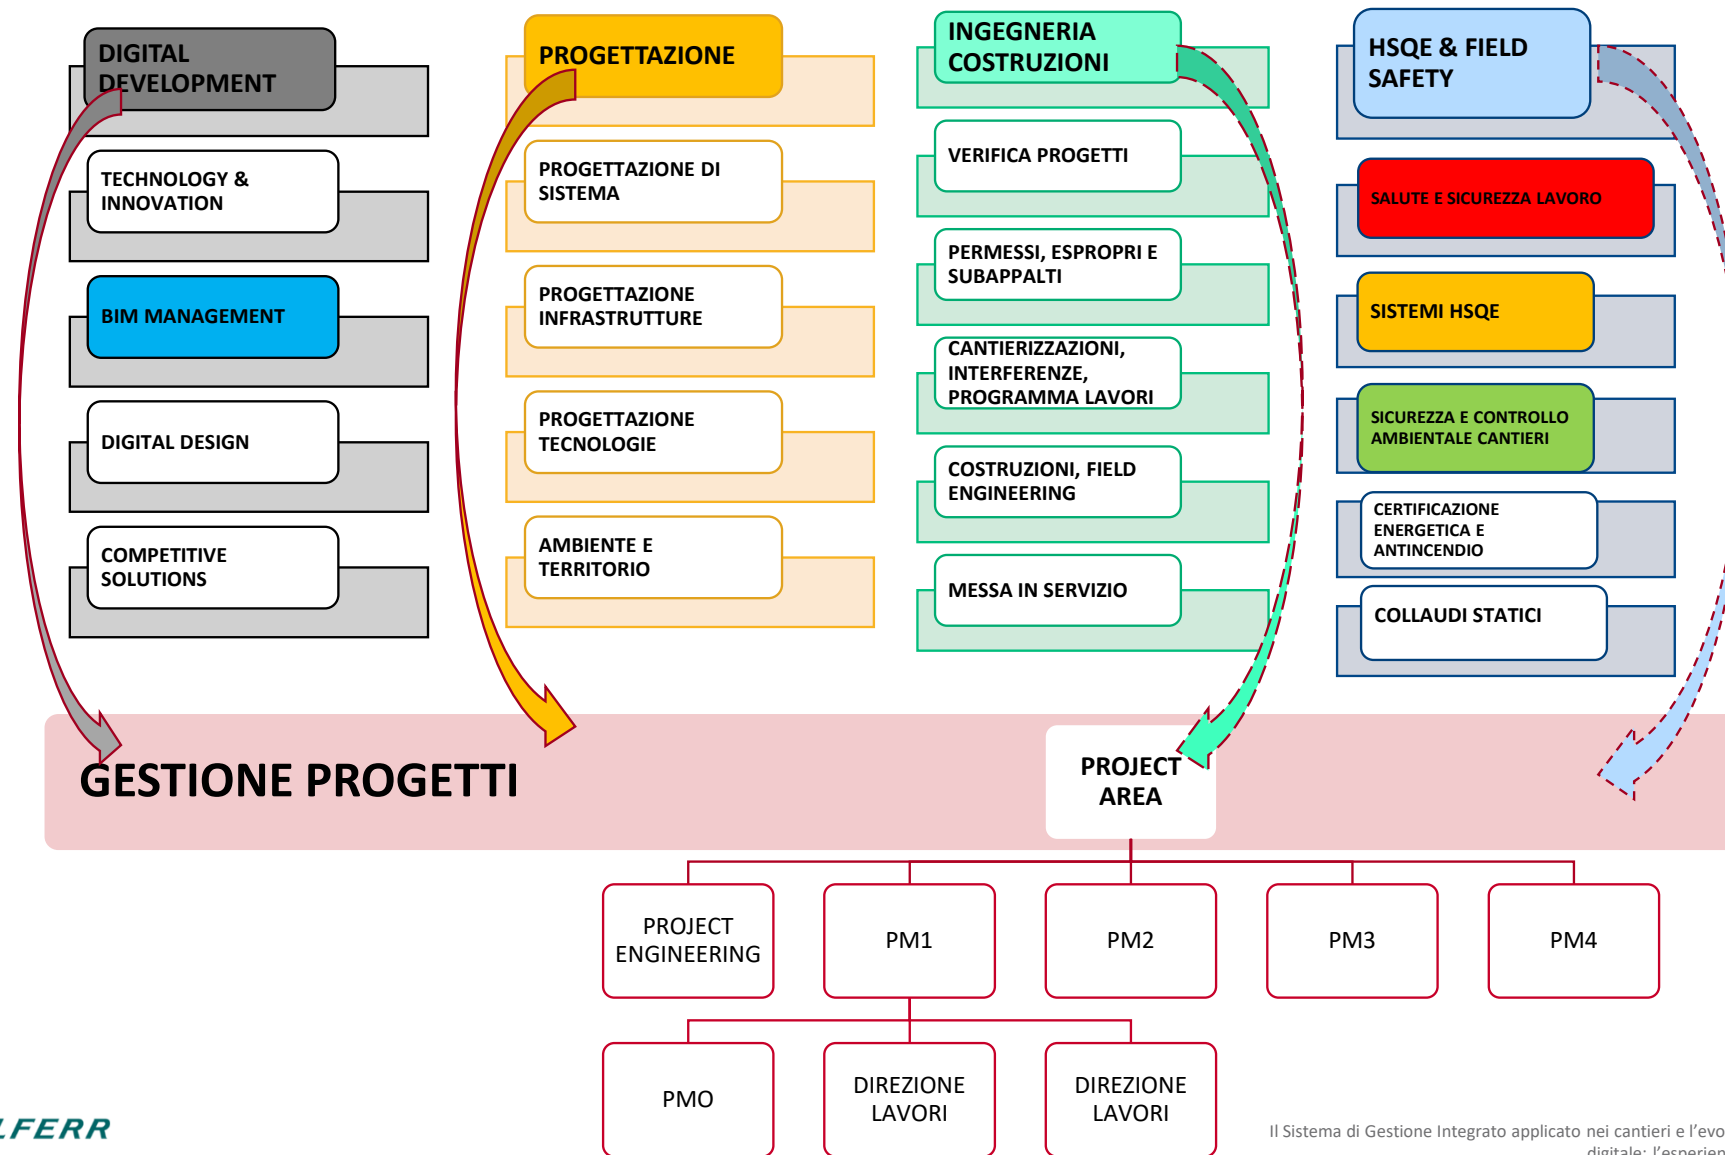 DIGITAL
DEVELOPMENT
TECHNOLOGY &
INNOVATION
BIM MANAGEMENT
DIGITAL DESIGN
COMPETITIVE
SOLUTIONS
PROGETTAZIONE
PROGETTAZIONE DI
SISTEMA
PROGETTAZIONE
INFRASTRUTTURE
PROGETTAZIONE
TECNOLOGIE
AMBIENTE E
TERRITORIO
INGEGNERIA
COSTRUZIONI
VERIFICA PROGETTI
PERMESSI, ESPROPRI E
SUBAPPALTI
CANTIERIZZAZIONI,
INTERFERENZE,
PROGRAMMA LAVORI
COSTRUZIONI, FIELD
ENGINEERING
MESSA IN SERVIZIO
HSQE & FIELD
SAFETY
SALUTE E SICUREZZA LAVORO
SISTEMI HSQE
SICUREZZA E CONTROLLO
AMBIENTALE CANTIERI
CERTIFICAZIONE
ENERGETICA E
ANTINCENDIO
COLLAUDI STATICI
GESTIONE PROGETTI
PROJECT
AREA
PROJECT
ENGINEERING
PM1
PM2
PM3
PM4
PMO
DIREZIONE
LAVORI
DIREZIONE
LAVORI
LFERR
Il Sistema di Gestione Integrato applicato nei cantieri e l'evo
digitale: l'esperien